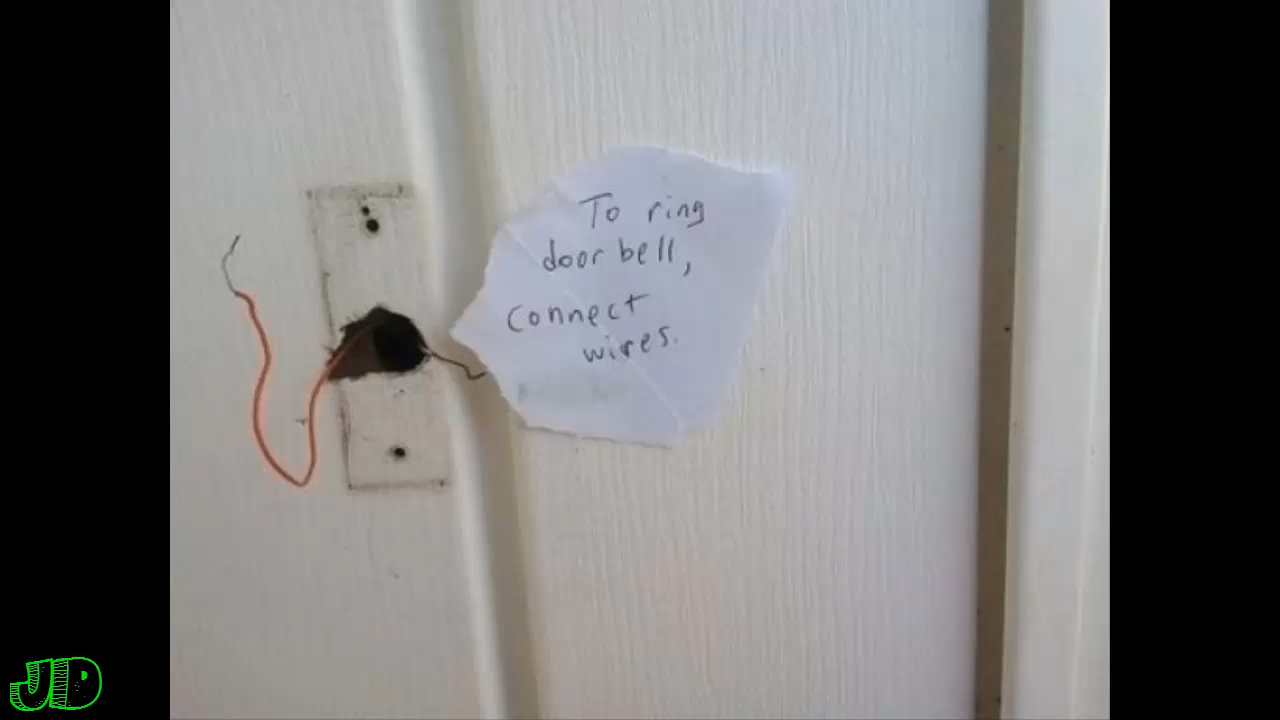 To ring
door bell,
connect
wires.
JD